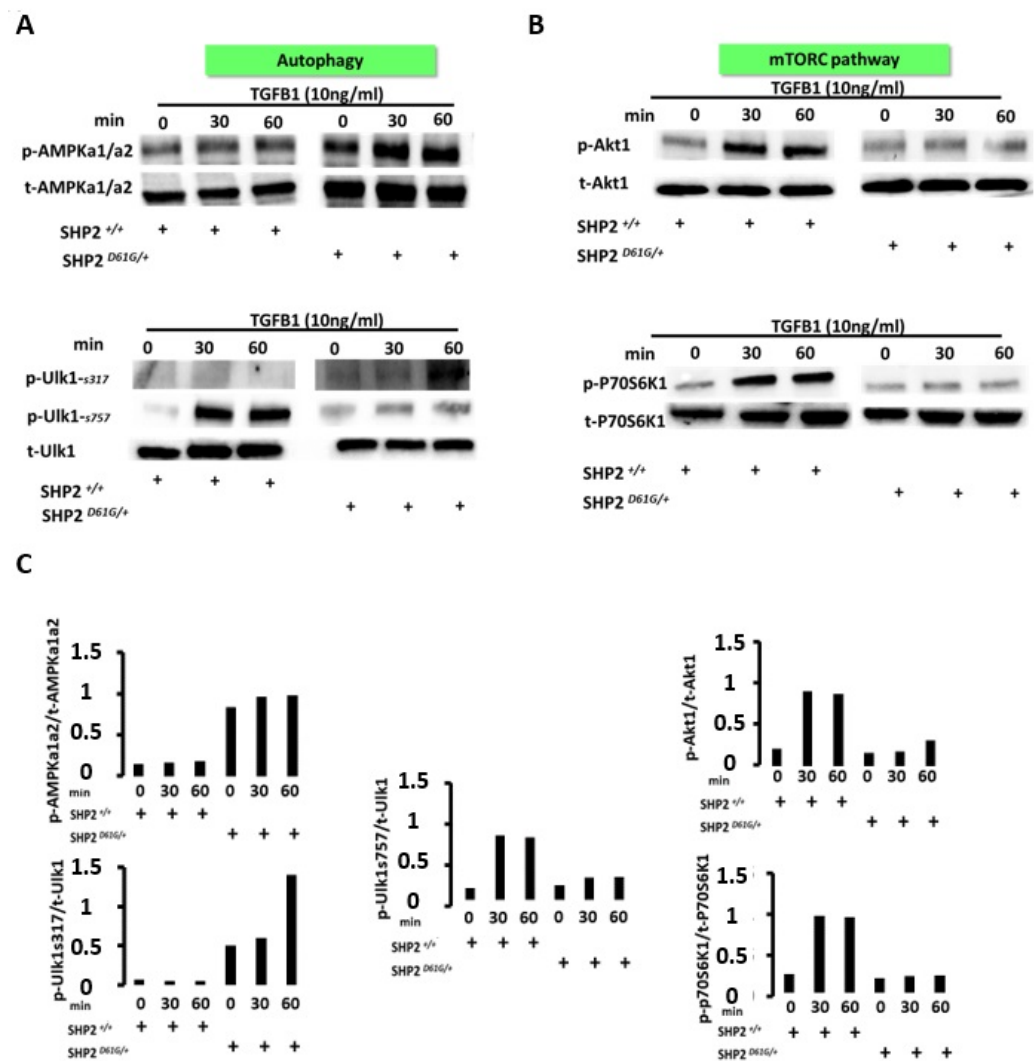 A
Autophagy
TGFB1 (10ng/ml)
min 0 30 60 0 30 60
p-AMPKa1/a2
t-AMPKa1/a2
SHP2 +/+ + + +
SHP2 D61G/+ + + +
TGFB1 (10ng/ml)
min 0 30 60 0 30 60
p-Ulk1-s317
p-Ulk1-s757
t-Ulk1
SHP2 +/+ + + +
SHP2 D61G/+ + + +
B
mTORC pathway
TGFB1 (10ng/ml)
min 0 30 60 0 30 60
p-Akt1
t-Akt1
SHP2 +/+ + + +
SHP2 D61G/+ + + +
TGFB1 (10ng/ml)
min 0 30 60 0 30 60
p-P70S6K1
t-P70S6K1
SHP2 +/+ + + +
SHP2 D61G/+ + + +
C
p-AMPKa1a2/t-AMPKa1a2
1.5
1
0.5
0
min 0 30 60 0 30 60
SHP2 +/+ + + +
SHP2 D61G/+ + + +
p-Ulk1s317/t-Ulk1
1.5
1
0.5
0
min 0 30 60 0 30 60
SHP2 +/+ + + +
SHP2 D61G/+ + + +
p-Ulk1s757/t-Ulk1
1.5
1
0.5
0
min 0 30 60 0 30 60
SHP2 +/+ + + +
SHP2 D61G/+ + + +
p-Akt1/t-Akt1
1.5
1
0.5
0
min 0 30 60 0 30 60
SHP2 +/+ + + +
SHP2 D61G/+ + + +
p-p70S6K1/t-P70S6K1
1.5
1
0.5
0
min 0 30 60 0 30 60
SHP2 +/+ + + +
SHP2 D61G/+ + + +